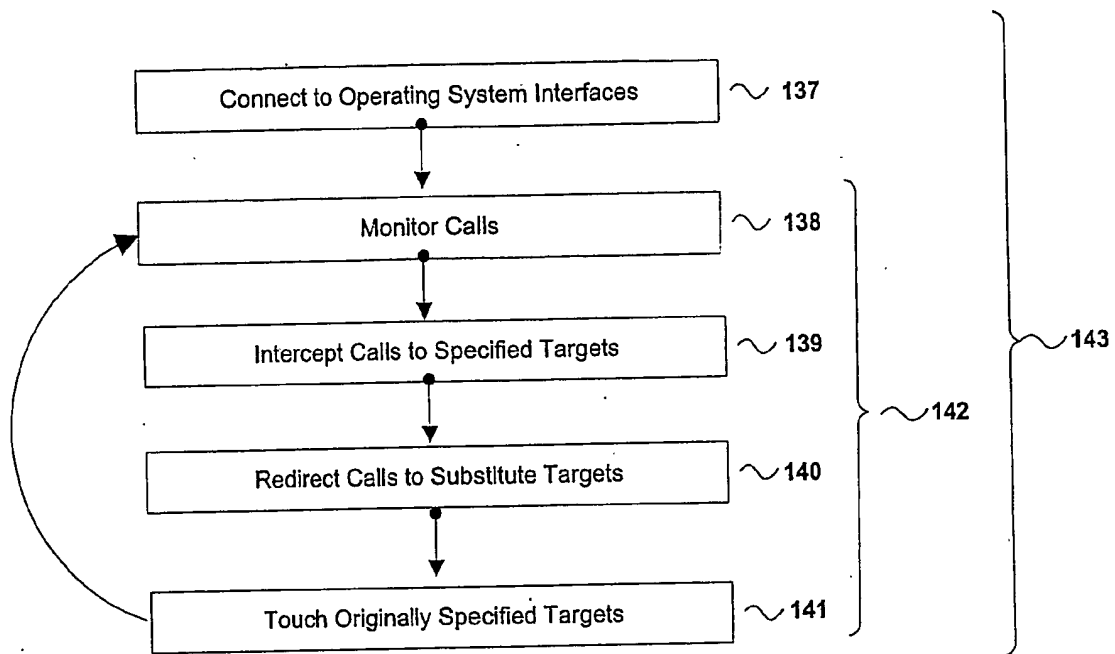 Connect to Operating System Interfaces 137
Monitor Calls 138
Intercept Calls to Specified Targets 139
143
142
Redirect Calls to Substitute Targets 140
Touch Originally Specified Targets 141